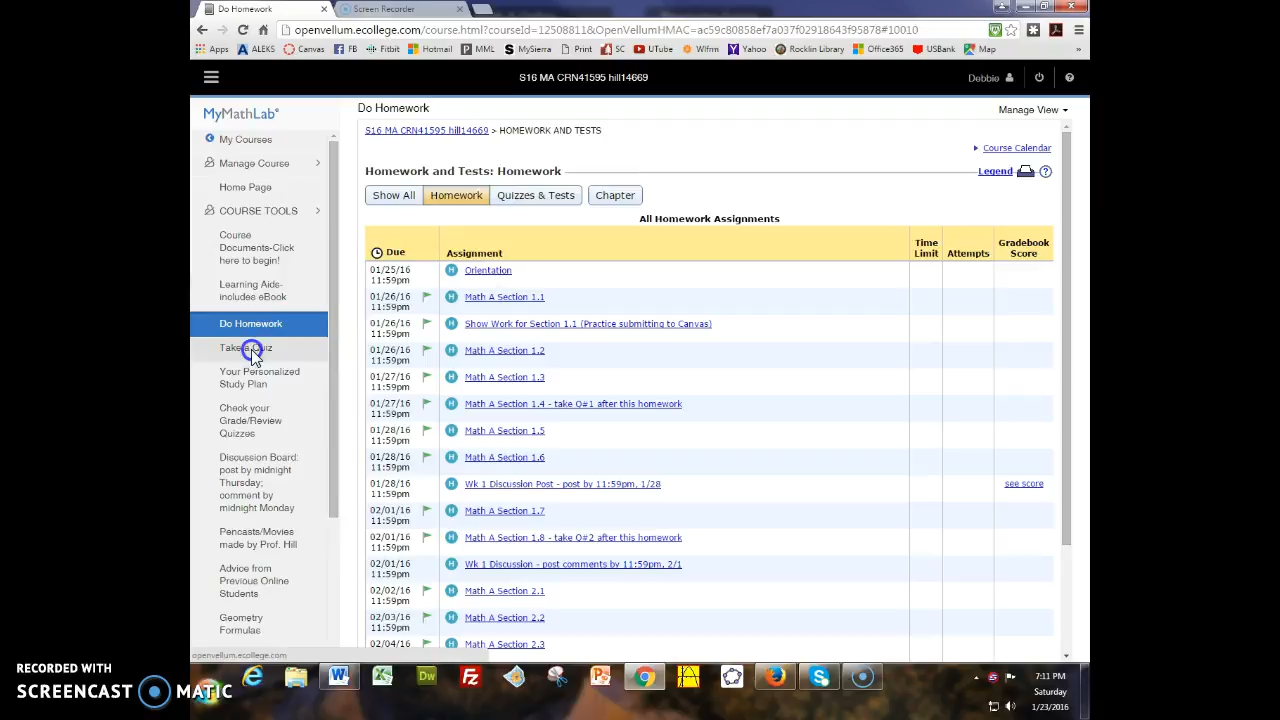 Do Homework
Screen Recorder
envellum.ecollege.com/course.html?courseId=12508811&OpenVellumHMAC=ac59c80858ef7a037f02918643f95878#10010
Apps ALEKS Canvas FB Fitbit Hotmail MML MySierra Print SC UTube Wifm Yahoo Rocklin Library Office365 USBank Map »
S16 MA CRN41595 hill14669
Debbie
MyMathLab®
My Courses
Manage Course
Home Page
COURSE TOOLS
Course
Documents-Click
here to begin!
Learning Aids-
includes eBook
Do Homework
Take a Quiz
Your Personalized
Study Plan
Check your
Grade/Review
Quizzes
Discussion Board:
post by midnight
Thursday;
comment by
midnight Monday
Pencasts/Movies
made by Prof. Hill
Advice from
Previous Online
Students
Geometry
Formulas
Do Homework
Manage View
S16 MA CRN41595 hill14669 > HOMEWORK AND TESTS
Course Calendar
Homework and Tests: Homework
Legend
Show All Homework Quizzes & Tests Chapter
All Homework Assignments
Due Assignment Time Limit Attempts Gradebook Score
01/25/16 11:59pm Orientation
01/26/16 11:59pm Math A Section 1.1
01/26/16 11:59pm Show Work for Section 1.1 (Practice submitting to Canvas)
01/26/16 11:59pm Math A Section 1.2
01/27/16 11:59pm Math A Section 1.3
01/27/16 11:59pm Math A Section 1.4 - take Q#1 after this homework
01/28/16 11:59pm Math A Section 1.5
01/28/16 11:59pm Math A Section 1.6
01/28/16 11:59pm Wk 1 Discussion Post - post by 11:59pm, 1/28 see score
02/01/16 11:59pm Math A Section 1.7
02/01/16 11:59pm Math A Section 1.8 - take Q#2 after this homework
02/01/16 11:59pm Wk 1 Discussion - post comments by 11:59pm, 2/1
02/02/16 11:59pm Math A Section 2.1
02/03/16 11:59pm Math A Section 2.2
02/04/16 Math A Section 2.3
openvellum.ecollege.com
7:11 PM
Saturday
1/23/2016
RECORDED WITH
SCREENCAST MATIC